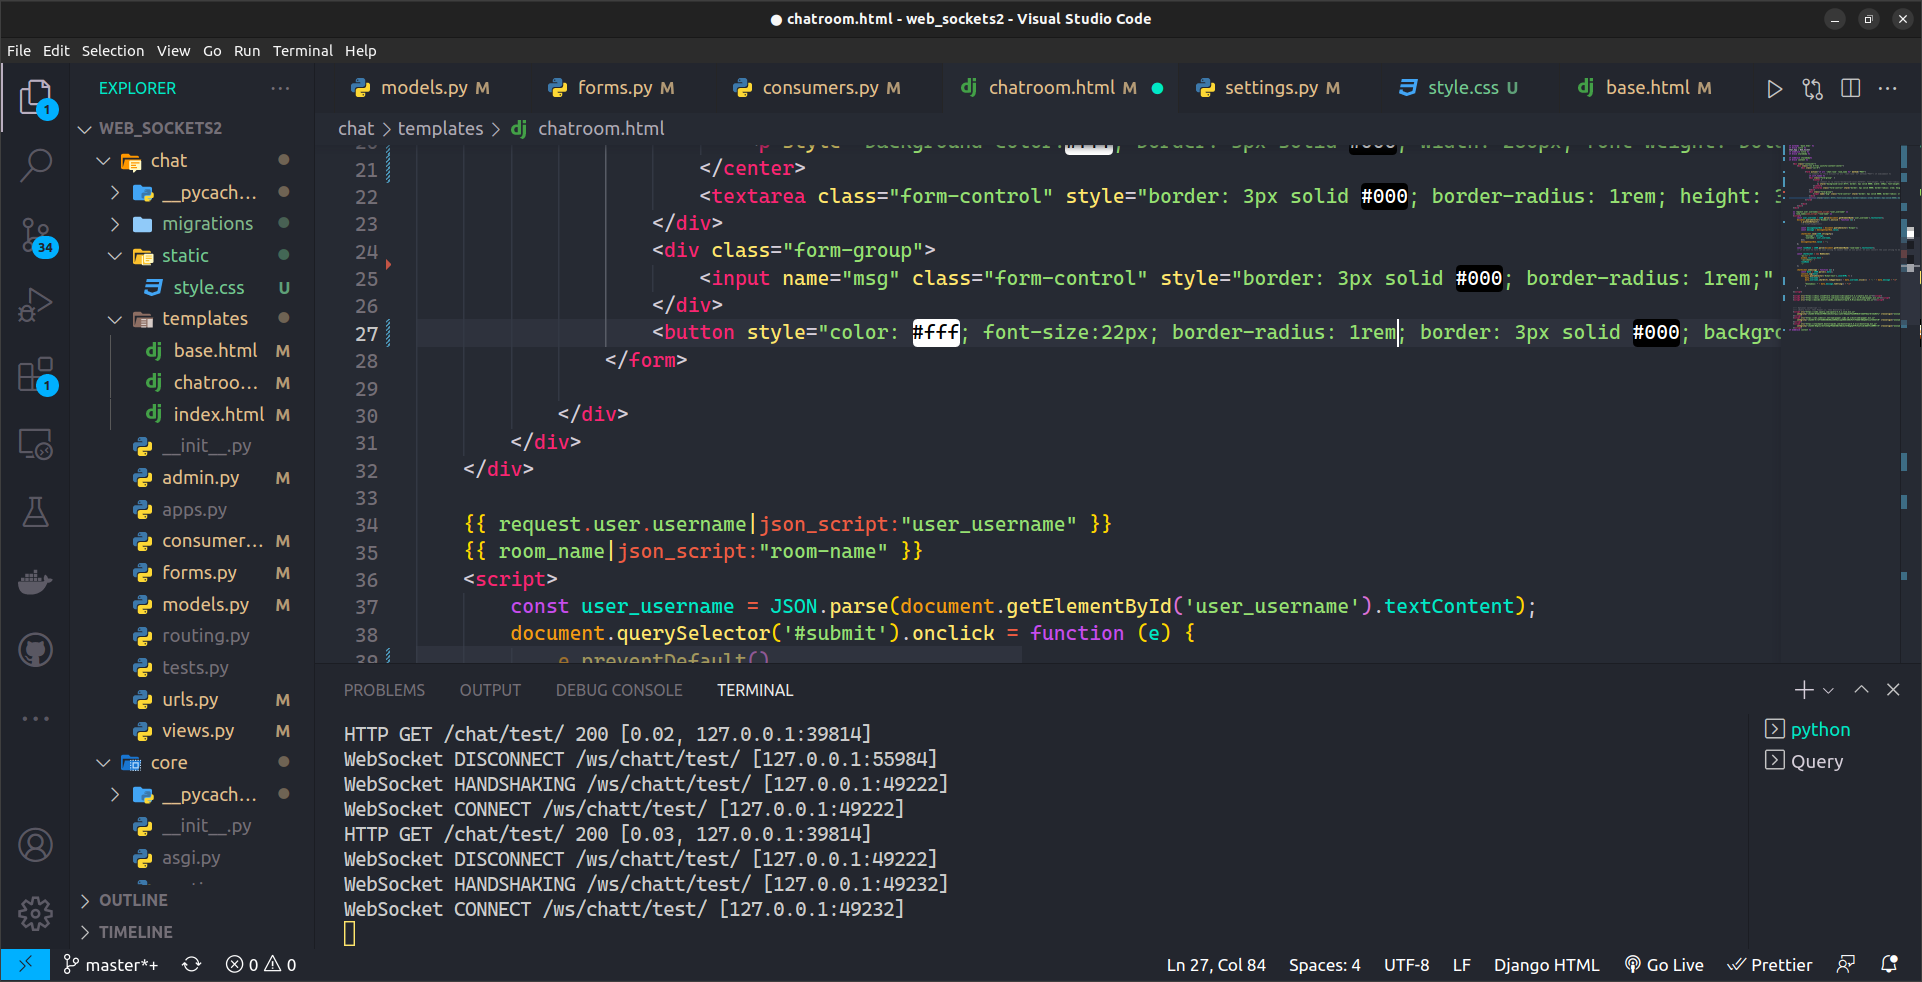 chatroom.html - web_sockets2 - Visual Studio Code
File Edit Selection View Go Run Terminal Help
EXPLORER
models.py M
forms.py M
consumers.py M
chatroom.html M
settings.py M
style.css U
base.html M
chat > templates > chatroom.html
1
34
1
WEB_SOCKETS2
chat
__pycach...
migrations
static
style.css U
templates
base.html M
chatroo... M
index.html M
__init__.py
admin.py M
apps.py
consumer... M
forms.py M
models.py M
routing.py
tests.py
urls.py M
views.py M
core
__pycach...
__init__.py
asgi.py
OUTLINE
TIMELINE
21 </center>
22 <textarea class="form-control" style="border: 3px solid #000; border-radius: 1rem; height: 3
23 </div>
24 <div class="form-group">
25 <input name="msg" class="form-control" style="border: 3px solid #000; border-radius: 1rem;"
26 </div>
27 <button style="color: #fff; font-size:22px; border-radius: 1rem; border: 3px solid #000; backgro
28 </form>
29
30 </div>
31 </div>
32 </div>
33
34 {{ request.user.username|json_script:"user_username" }}
35 {{ room_name|json_script:"room-name" }}
36 <script>
37 const user_username = JSON.parse(document.getElementById('user_username').textContent);
38 document.querySelector('#submit').onclick = function (e) {
39 e.preventDefault()
PROBLEMS OUTPUT DEBUG CONSOLE TERMINAL
HTTP GET /chat/test/ 200 [0.02, 127.0.0.1:39814]
WebSocket DISCONNECT /ws/chatt/test/ [127.0.0.1:55984]
WebSocket HANDSHAKING /ws/chatt/test/ [127.0.0.1:49222]
WebSocket CONNECT /ws/chatt/test/ [127.0.0.1:49222]
HTTP GET /chat/test/ 200 [0.03, 127.0.0.1:39814]
WebSocket DISCONNECT /ws/chatt/test/ [127.0.0.1:49222]
WebSocket HANDSHAKING /ws/chatt/test/ [127.0.0.1:49232]
WebSocket CONNECT /ws/chatt/test/ [127.0.0.1:49232]
python
Query
master*+ 0 0
Ln 27, Col 84 Spaces: 4 UTF-8 LF Django HTML Go Live Prettier